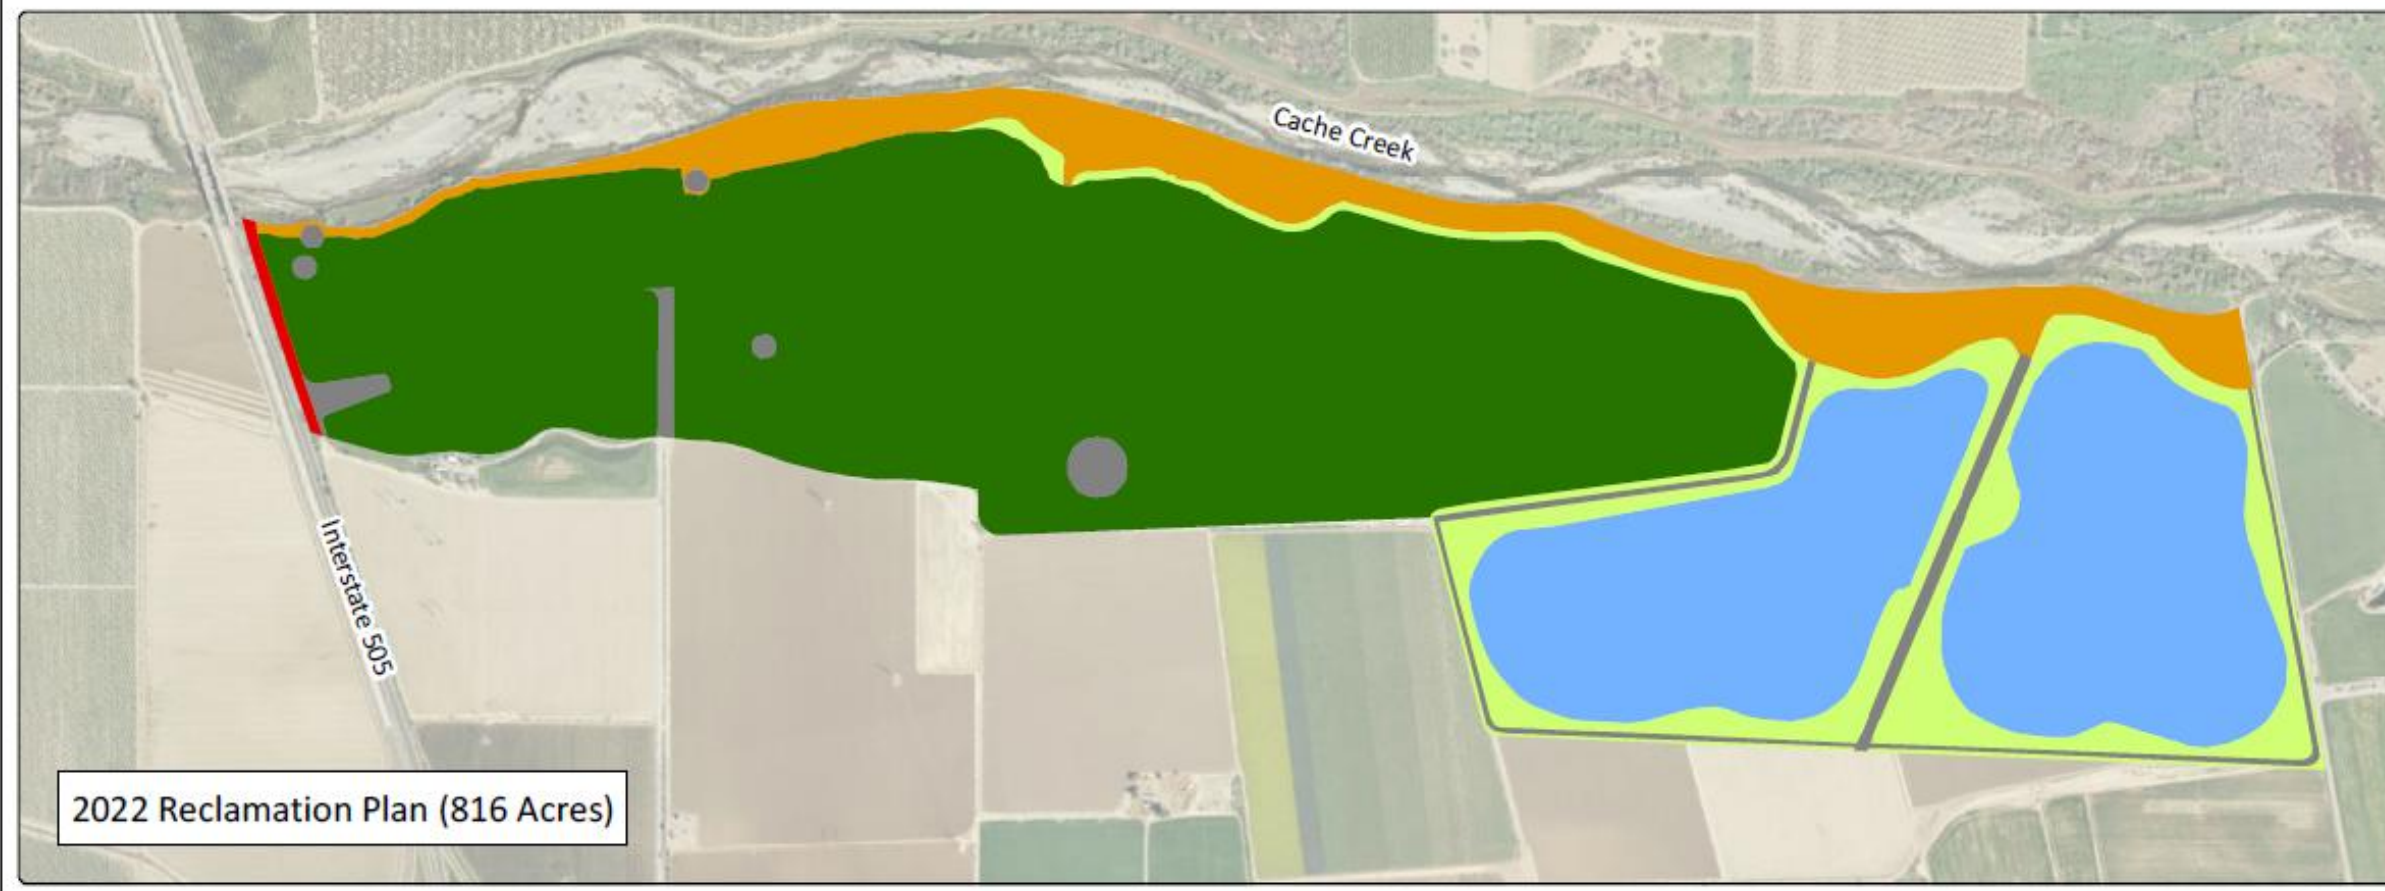 Cache Creek
Interstate 505
2022 Reclamation Plan (816 Acres)